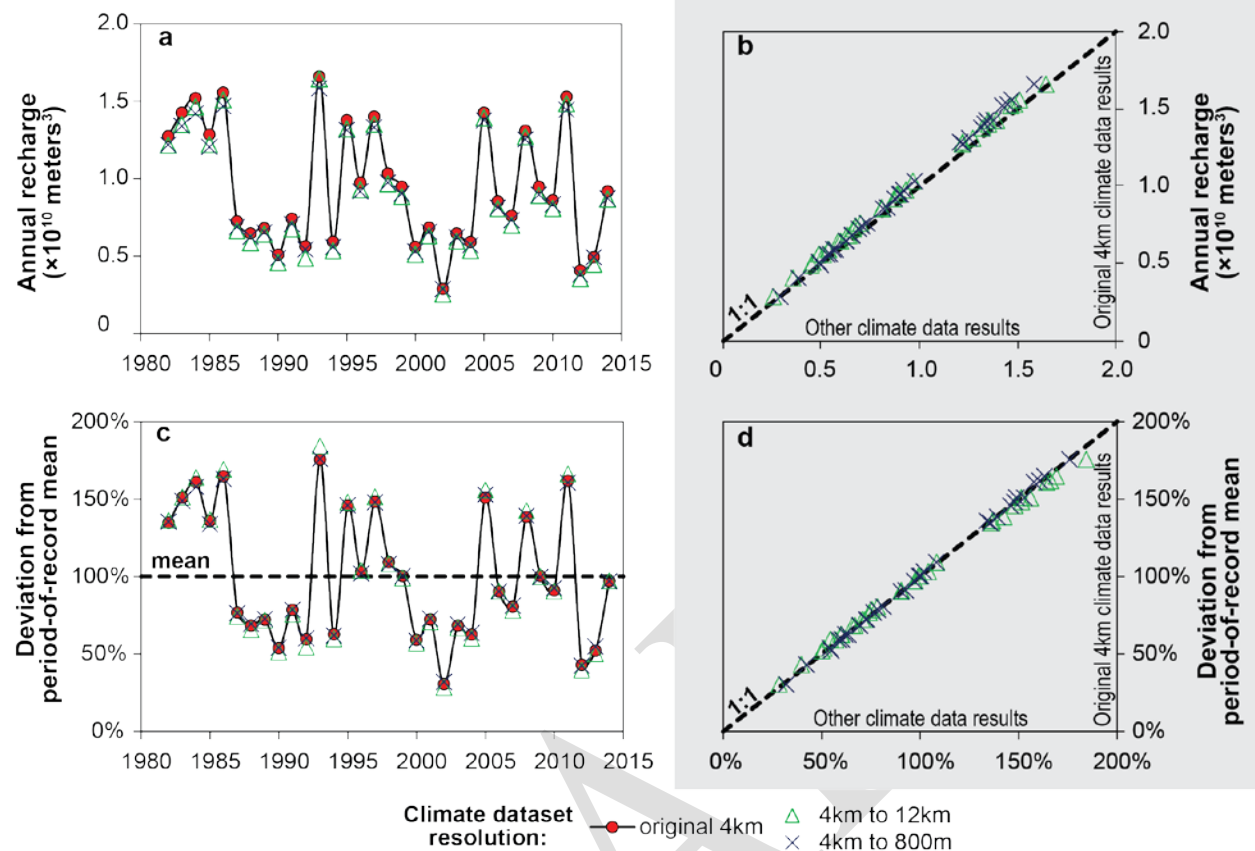 a
2.0
1.5
1.0
0.5
0
Annual recharge
(×10¹⁰ meters³)
1980 1985 1990 1995 2000 2005 2010 2015
b
2.0
1.5
1.0
0.5
0
Annual recharge
(×10¹⁰ meters³)
Original 4km climate data results
1:1
Other climate data results
0 0.5 1.0 1.5 2.0
c
200%
150%
100%
50%
0%
Deviation from
period-of-record mean
mean
1980 1985 1990 1995 2000 2005 2010 2015
d
200%
150%
100%
50%
0%
Deviation from
period-of-record mean
Original 4km climate data results
1:1
Other climate data results
0% 50% 100% 150% 200%
Climate dataset
resolution:
original 4km
4km to 12km
4km to 800m